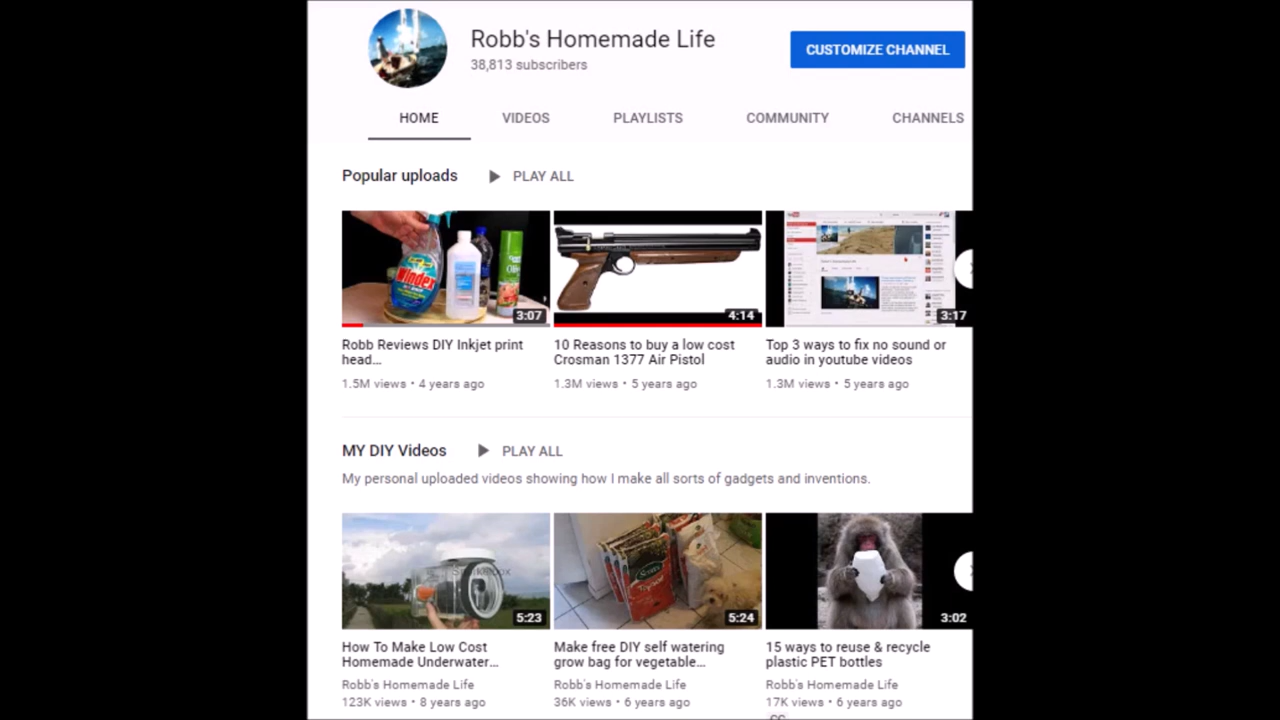 Robb's Homemade Life
38,813 subscribers
CUSTOMIZE CHANNEL
HOME VIDEOS PLAYLISTS COMMUNITY CHANNELS
Popular uploads PLAY ALL
Windex
3:07
4:14
3:17
Robb Reviews DIY Inkjet print
head...
1.5M views • 4 years ago
10 Reasons to buy a low cost
Crosman 1377 Air Pistol
1.3M views • 5 years ago
Top 3 ways to fix no sound or
audio in youtube videos
1.3M views • 5 years ago
MY DIY Videos PLAY ALL
My personal uploaded videos showing how I make all sorts of gadgets and inventions.
5:23
Scotts
5:24
3:02
How To Make Low Cost
Homemade Underwater...
Robb's Homemade Life
123K views • 8 years ago
Make free DIY self watering
grow bag for vegetable...
Robb's Homemade Life
36K views • 6 years ago
15 ways to reuse & recycle
plastic PET bottles
Robb's Homemade Life
17K views • 6 years ago